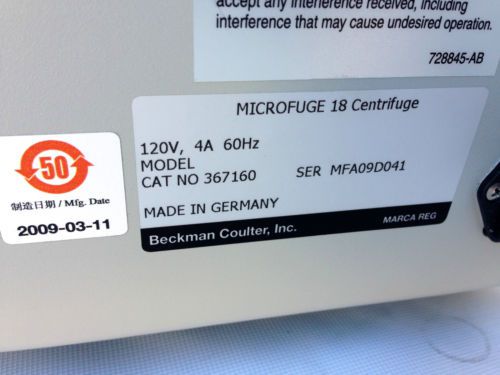 accept any interference received, including
interference that may cause undesired operation.
728845-AB
MICROFUGE 18 Centrifuge
120V, 4A 60Hz
MODEL
CAT NO 367160 SER MFA09D041
MADE IN GERMANY
MARCA REG
Beckman Coulter, Inc.
50
制造日期 / Mfg. Date
2009-03-11